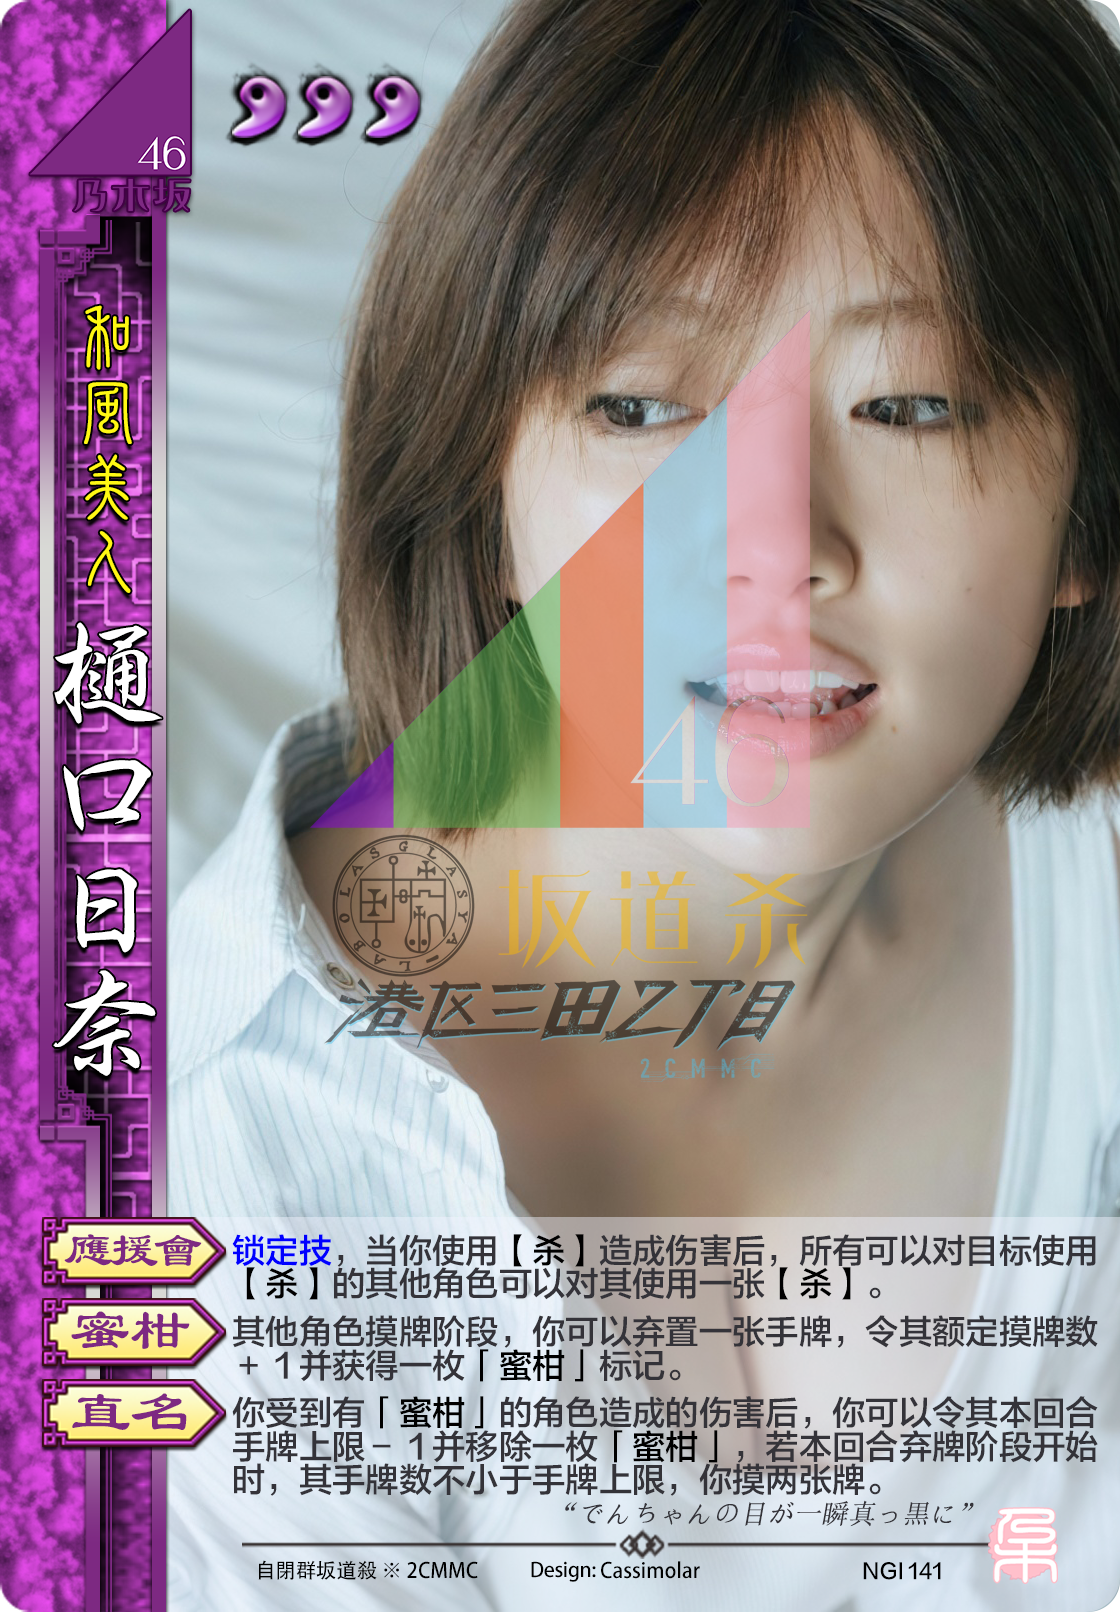 46
乃木坂
和風美人
樋口日奈
46
GLASYA LABOLAS
坂道杀
港区三田乙丁目
2CMMC
應援會
锁定技，当你使用【杀】造成伤害后，所有可以对目标使用
【杀】的其他角色可以对其使用一张【杀】。
蜜柑
其他角色摸牌阶段，你可以弃置一张手牌，令其额定摸牌数
＋１并获得一枚「蜜柑」标记。
直名
你受到有「蜜柑」的角色造成的伤害后，你可以令其本回合
手牌上限－１并移除一枚「蜜柑」，若本回合弃牌阶段开始
时，其手牌数不小于手牌上限，你摸两张牌。
“でんちゃんの目が一瞬真っ黒に”
自閉群坂道殺 ※ 2CMMC
Design: Cassimolar
NGI 141